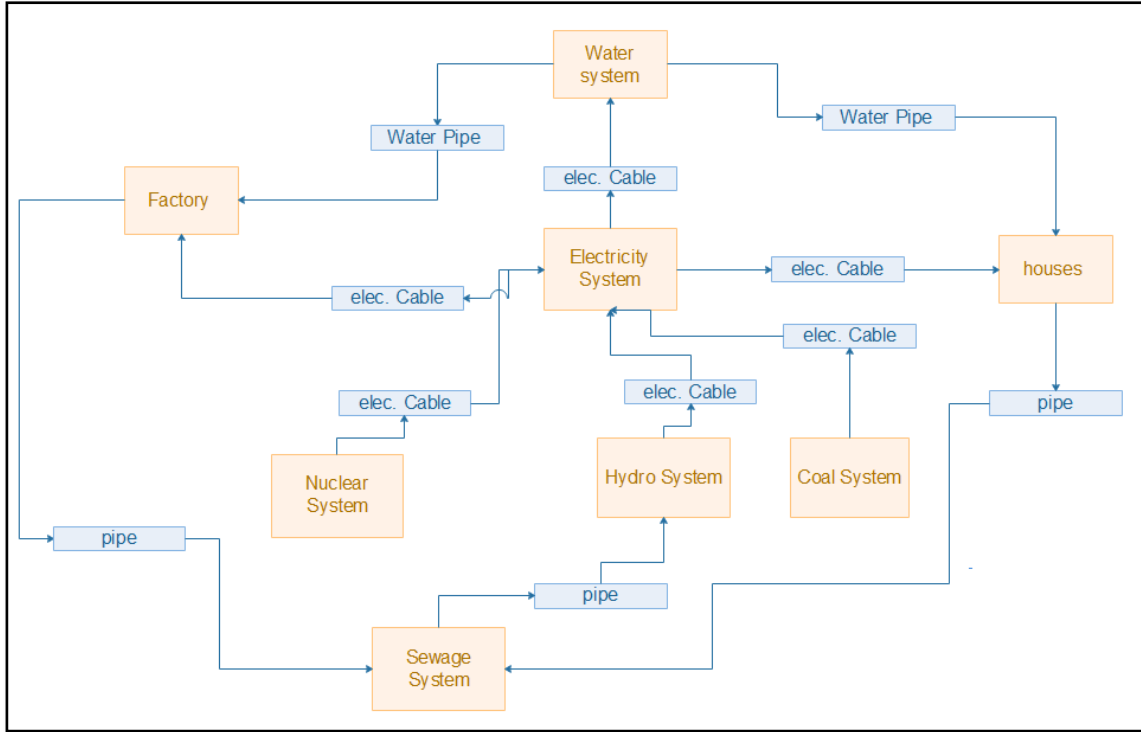 Water
system
Water Pipe
Water Pipe
elec. Cable
Factory
Electricity
System
elec. Cable
houses
elec. Cable
elec. Cable
elec. Cable
elec. Cable
pipe
Nuclear
System
Hydro System
Coal System
pipe
pipe
Sewage
System